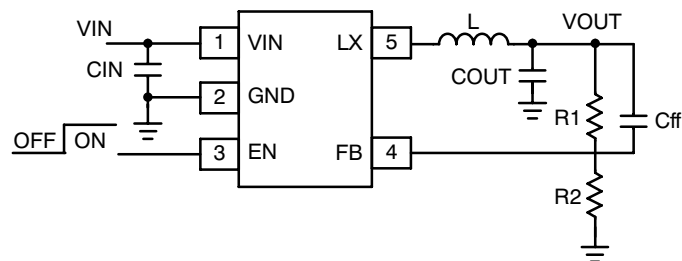 VIN
CIN
OFF
ON
1
VIN
2
GND
3
EN
LX
5
FB
4
L
VOUT
COUT
R1
Cff
R2